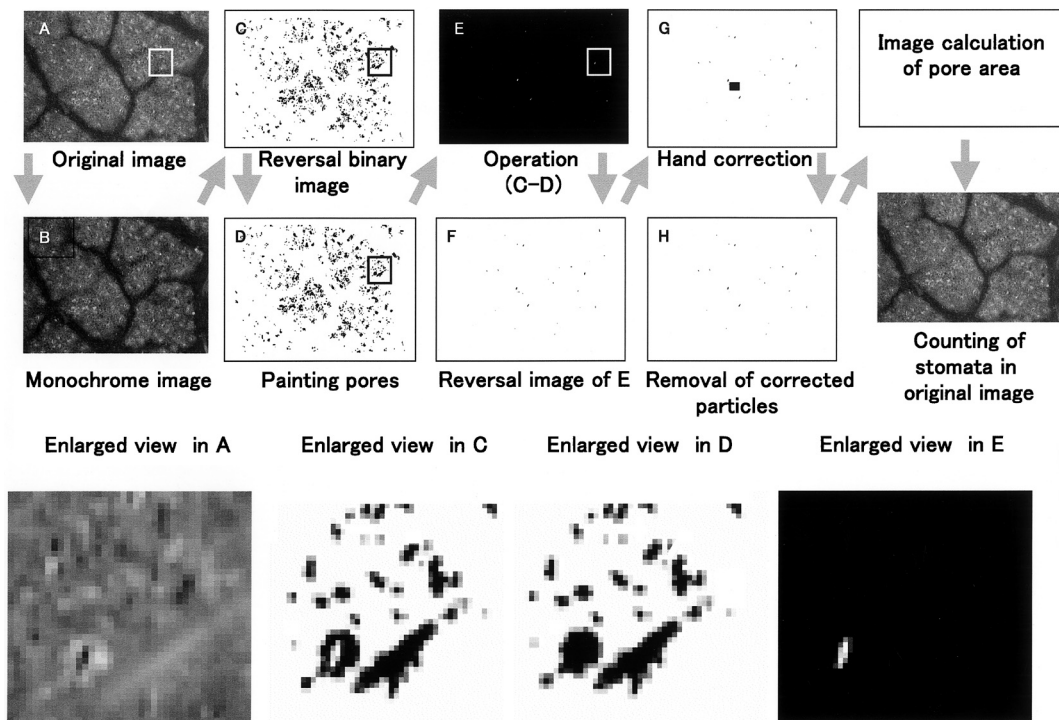 A
Original image
C
Reversal binary
image
E
Operation
(C-D)
G
Hand correction
Image calculation
of pore area
B
Monochrome image
D
Painting pores
F
Reversal image of E
H
Removal of corrected
particles
Counting of
stomata in
original image
Enlarged view in A
Enlarged view in C
Enlarged view in D
Enlarged view in E